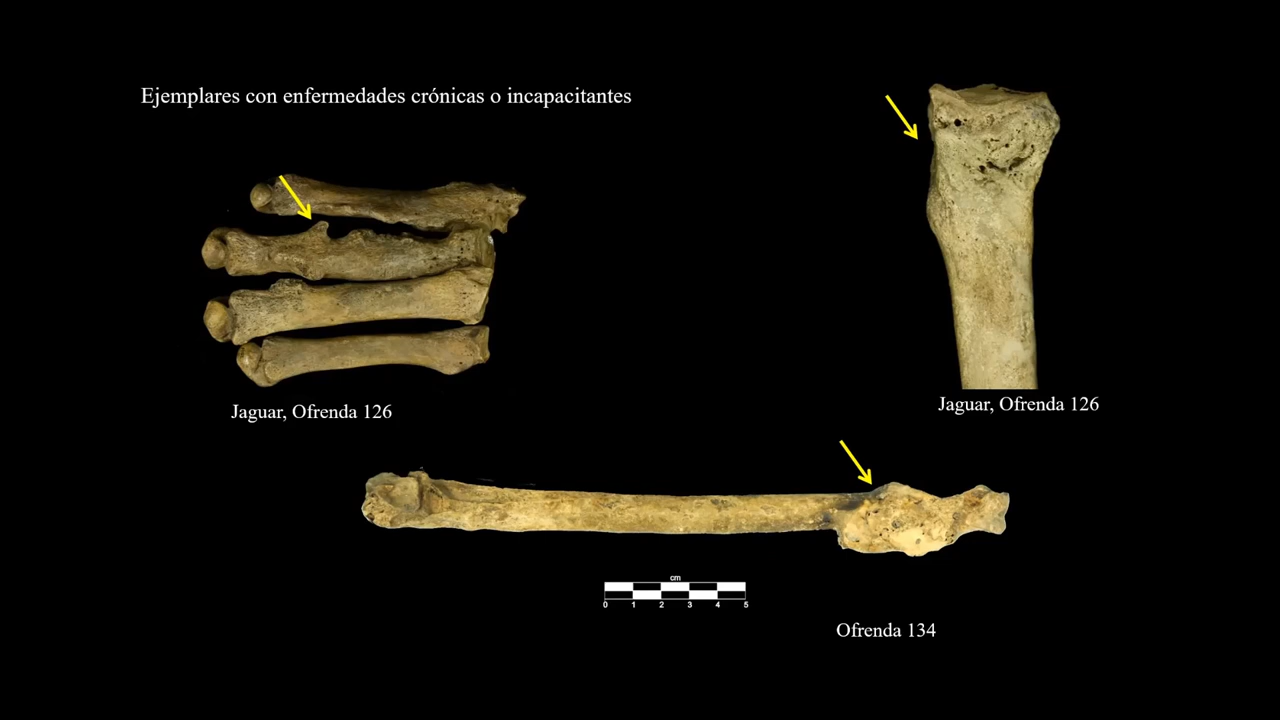 Ejemplares con enfermedades crónicas o incapacitantes
Jaguar, Ofrenda 126
Jaguar, Ofrenda 126
cm
0 1 2 3 4 5
Ofrenda 134